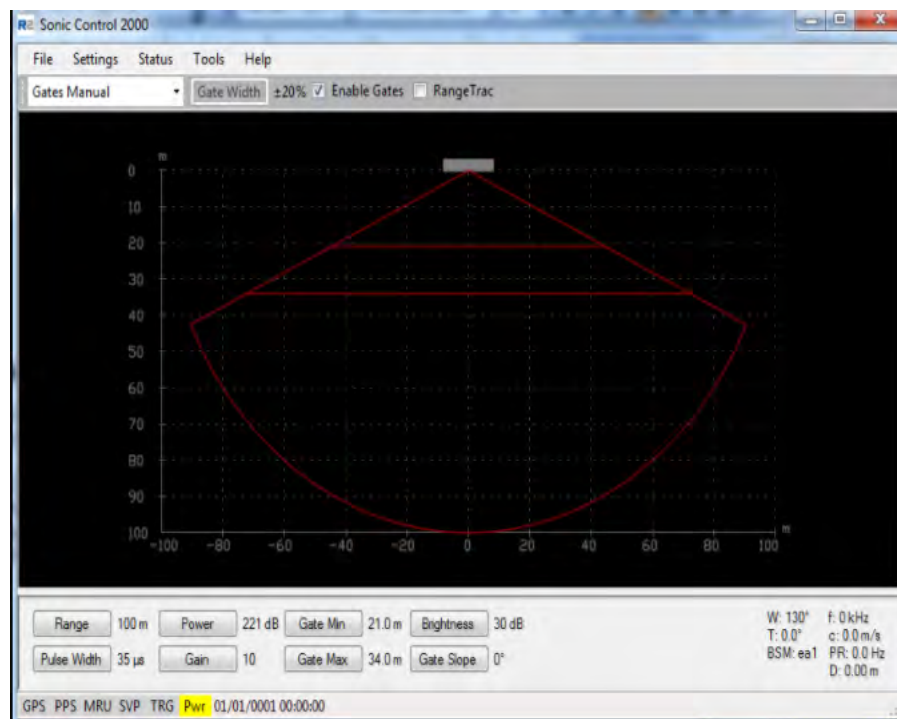 R2 Sonic Control 2000
File Settings Status Tools Help
Gates Manual Gate Width ±20% Enable Gates RangeTrac
m
0
10
20
30
40
50
60
70
80
90
100
-100 -80 -60 -40 -20 0 20 40 60 80 100 m
Range 100 m Power 221 dB Gate Min 21.0 m Brightness 30 dB
Pulse Width 35 µs Gain 10 Gate Max 34.0 m Gate Slope 0°
W: 130° f: 0 kHz
T: 0.0° c: 0.0 m/s
BSM: ea1 PR: 0.0 Hz
D: 0.00 m
GPS PPS MRU SVP TRG Pwr 01/01/0001 00:00:00